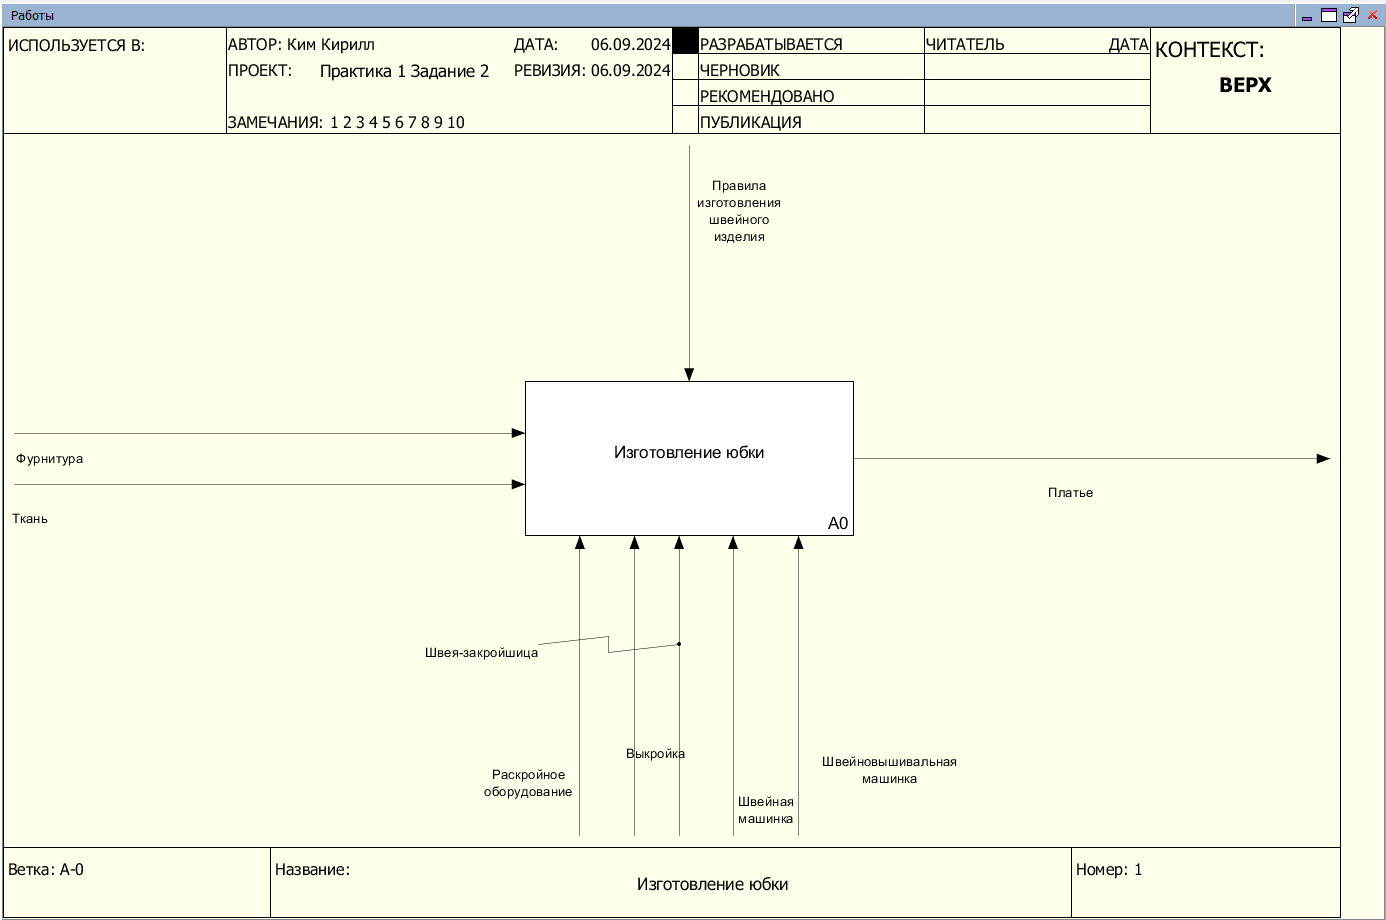 Работы
ИСПОЛЬЗУЕТСЯ В:
АВТОР: Ким Кирилл
ДАТА: 06.09.2024
ПРОЕКТ: Практика 1 Задание 2
РЕВИЗИЯ: 06.09.2024
ЗАМЕЧАНИЯ: 1 2 3 4 5 6 7 8 9 10
РАЗРАБАТЫВАЕТСЯ
ЧЕРНОВИК
РЕКОМЕНДОВАНО
ПУБЛИКАЦИЯ
ЧИТАТЕЛЬ
ДАТА
КОНТЕКСТ:
ВЕРХ
Правила
изготовления
швейного
изделия
Фурнитура
Ткань
Изготовление юбки
A0
Платье
Швея-закройшица
Выкройка
Раскройное
оборудование
Швейная
машинка
Швейновышивальная
машинка
Ветка: A-0
Название:
Изготовление юбки
Номер: 1